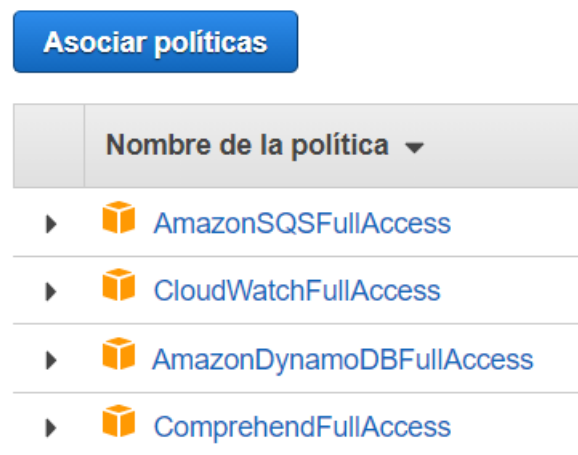 Asociar políticas
Nombre de la política
AmazonSQSFullAccess
CloudWatchFullAccess
AmazonDynamoDBFullAccess
ComprehendFullAccess